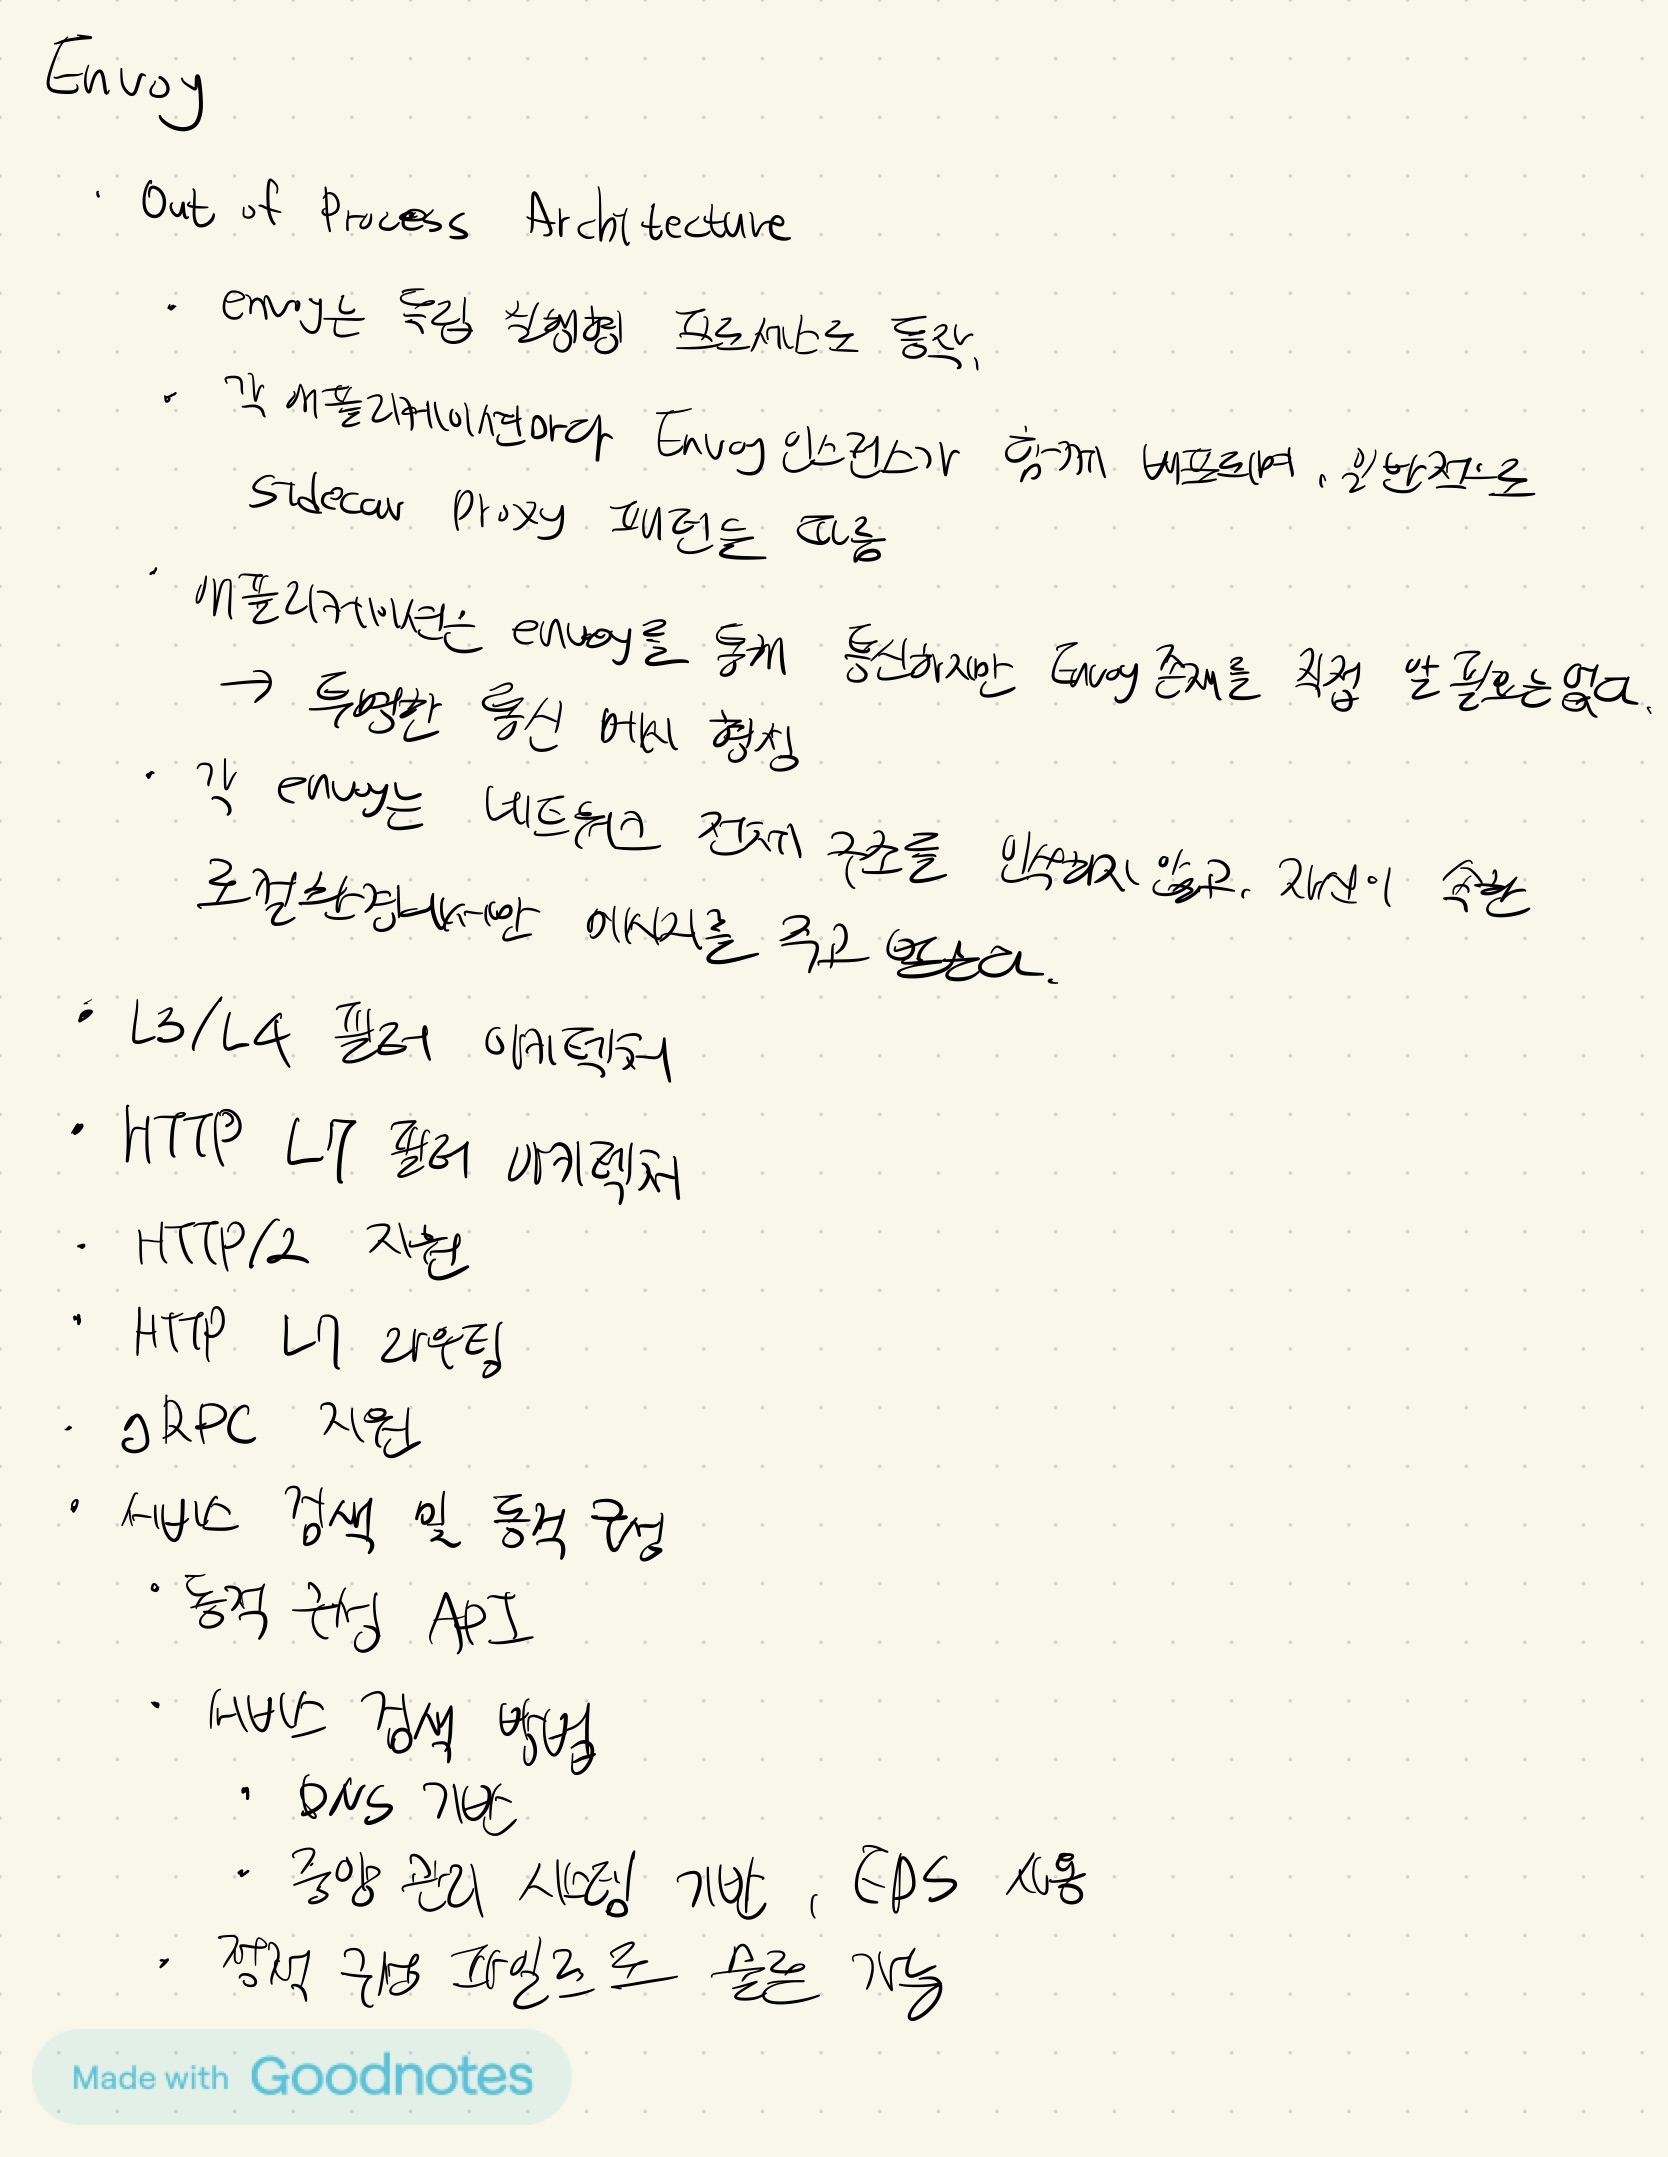 Envoy
· Out of Process Architecture
· envoy는 독립 실행형 프로세스로 동작.
· 각 애플리케이션마다 Envoy 인스턴스가 함께 배포되며, 일반적으로
sidecar proxy 패턴을 따름
· 애플리케이션은 envoy를 통해 통신하지만 Envoy 존재를 직접 알 필요는 없다.
→ 투명한 통신 메시 형성
· 각 envoy는 네트워크 전체 구조를 인식하지 않고, 자신이 속한
로컬환경에서만 메시지를 주고 받는다.
· L3/L4 필터 아키텍처
· HTTP L7 필터 아키텍처
· HTTP/2 지원
· HTTP L7 라우팅
· gRPC 지원
· 서비스 검색 및 동적 구성
· 동적 구성 API
· 서비스 검색 방법
· DNS 기반
· 중앙 관리 시스템 기반, EDS 사용
· 정적 구성 파일로도 가능
Made with Goodnotes